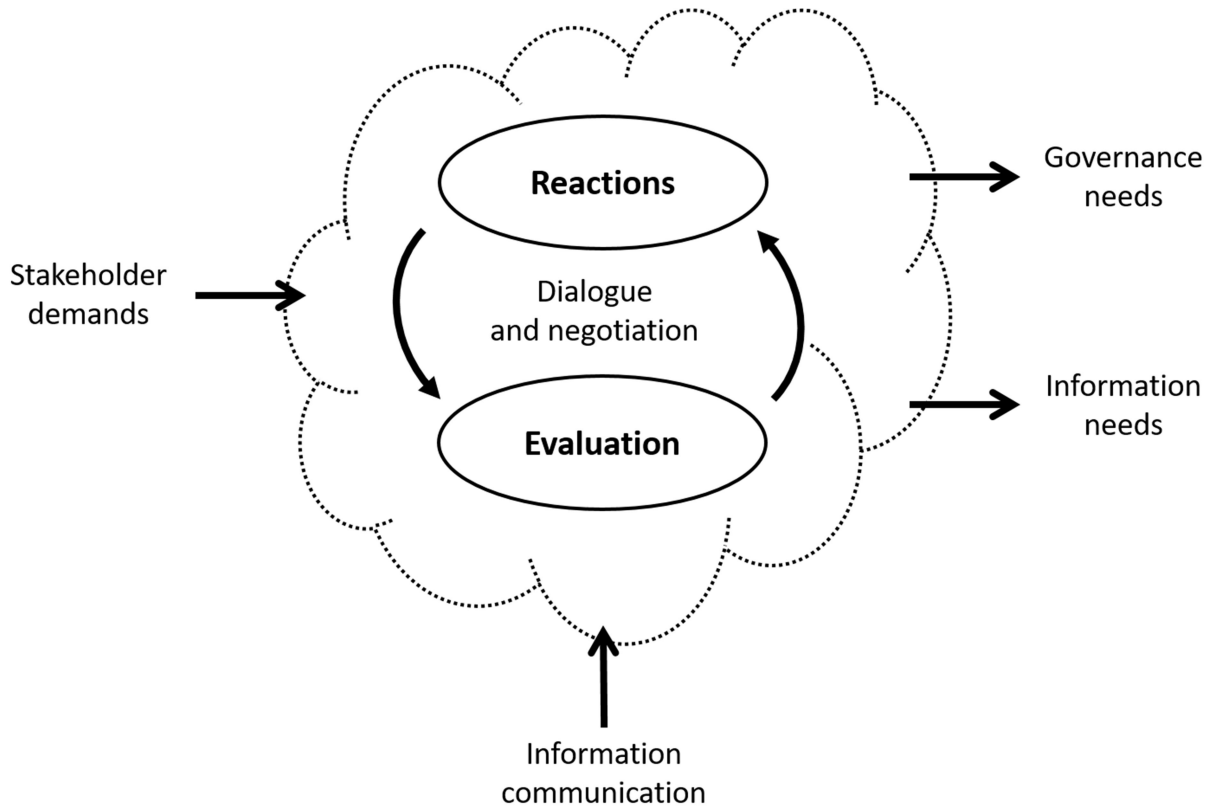 Reactions
Governance
needs
Stakeholder
demands
Dialogue
and negotiation
Information
needs
Evaluation
Information
communication